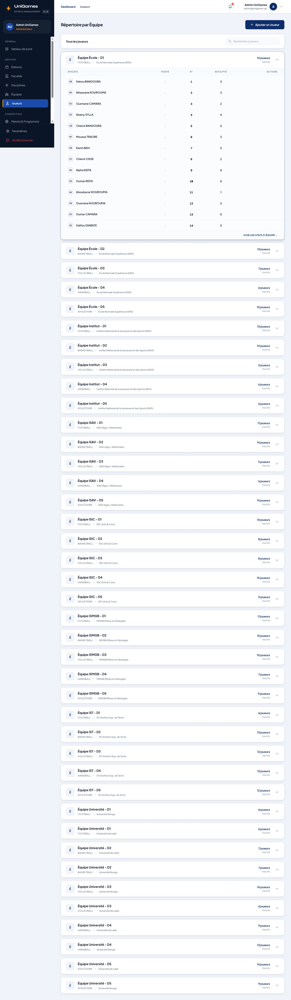 UniGames
SPORTS MANAGEMENT v1.0
AU
Admin UniGames
Administrateur
GÉNÉRAL
Tableau de bord
GESTION
Éditions
Facultés
Disciplines
Équipes
Joueurs
COMPÉTITION
Matchs & Programme
Paramètres
Se déconnecter
Dashboard / Joueurs
Admin UniGames
admin@unigames.gn
A
Répertoire par Équipe
+ Ajouter un Joueur
Tous les joueurs
Rechercher un joueur...
É
Équipe École - D1
FOOTBALL • École Normale Supérieure (ENS)
14 joueurs
Inscrits
ATHLÈTE POSTE N° BUTS/PTS ACTIONS
SB Sekou BANGOURA - 1 3
AK Alhassane KOUROUMA - 2 3
OC Ousmane CAMARA - 3 2
AS Alseny SYLLA - 4 4
CB Cheick BANGOURA - 5 5
MT Moussa TRAORE - 6 3
KB Karim BAH - 7 5
CC Cheick CISSE - 8 2
AK Alpha KEITA - 9 0
OK Oumar KEITA - 10 0
AK Aboubacar KOUROUMA - 11 1
OK Ousmane KOUROUMA - 12 5
OC Oumar CAMARA - 13 0
SD Salifou DIABATE - 14 5
VOIR LES STATS D'ÉQUIPE →
É
Équipe École - D2
BASKETBALL • École Normale Supérieure (ENS)
13 joueurs
Inscrits
É
Équipe École - D3
VOLLEYBALL • École Normale Supérieure (ENS)
7 joueurs
Inscrits
É
Équipe École - D4
HANDBALL • École Normale Supérieure (ENS)
6 joueurs
Inscrits
É
Équipe École - D5
ATHLÉTISME • École Normale Supérieure (ENS)
10 joueurs
Inscrits
É
Équipe Institut - D1
FOOTBALL • Institut National de la Jeunesse et des Sports (INJS)
13 joueurs
Inscrits
É
Équipe Institut - D2
BASKETBALL • Institut National de la Jeunesse et des Sports (INJS)
14 joueurs
Inscrits
É
Équipe Institut - D3
VOLLEYBALL • Institut National de la Jeunesse et des Sports (INJS)
5 joueurs
Inscrits
É
Équipe Institut - D4
HANDBALL • Institut National de la Jeunesse et des Sports (INJS)
6 joueurs
Inscrits
É
Équipe Institut - D5
ATHLÉTISME • Institut National de la Jeunesse et des Sports (INJS)
6 joueurs
Inscrits
É
Équipe ISAV - D1
FOOTBALL • ISAV (Agro-Vétérinaire)
11 joueurs
Inscrits
É
Équipe ISAV - D2
BASKETBALL • ISAV (Agro-Vétérinaire)
14 joueurs
Inscrits
É
Équipe ISAV - D3
VOLLEYBALL • ISAV (Agro-Vétérinaire)
5 joueurs
Inscrits
É
Équipe ISAV - D4
HANDBALL • ISAV (Agro-Vétérinaire)
6 joueurs
Inscrits
É
Équipe ISAV - D5
ATHLÉTISME • ISAV (Agro-Vétérinaire)
14 joueurs
Inscrits
É
Équipe ISIC - D1
FOOTBALL • ISIC (Info & Com)
14 joueurs
Inscrits
É
Équipe ISIC - D2
BASKETBALL • ISIC (Info & Com)
8 joueurs
Inscrits
É
Équipe ISIC - D3
VOLLEYBALL • ISIC (Info & Com)
8 joueurs
Inscrits
É
Équipe ISIC - D4
HANDBALL • ISIC (Info & Com)
10 joueurs
Inscrits
É
Équipe ISIC - D5
ATHLÉTISME • ISIC (Info & Com)
9 joueurs
Inscrits
É
Équipe ISMGB - D1
FOOTBALL • ISMGB (Mines et Géologie)
11 joueurs
Inscrits
É
Équipe ISMGB - D2
BASKETBALL • ISMGB (Mines et Géologie)
15 joueurs
Inscrits
É
Équipe ISMGB - D3
VOLLEYBALL • ISMGB (Mines et Géologie)
10 joueurs
Inscrits
É
Équipe ISMGB - D4
HANDBALL • ISMGB (Mines et Géologie)
7 joueurs
Inscrits
É
Équipe ISMGB - D5
ATHLÉTISME • ISMGB (Mines et Géologie)
11 joueurs
Inscrits
É
Équipe IST - D1
FOOTBALL • IST (Institut Sup. de Tech)
6 joueurs
Inscrits
É
Équipe IST - D2
BASKETBALL • IST (Institut Sup. de Tech)
13 joueurs
Inscrits
É
Équipe IST - D3
VOLLEYBALL • IST (Institut Sup. de Tech)
12 joueurs
Inscrits
É
Équipe IST - D4
HANDBALL • IST (Institut Sup. de Tech)
13 joueurs
Inscrits
É
Équipe IST - D5
ATHLÉTISME • IST (Institut Sup. de Tech)
12 joueurs
Inscrits
É
Équipe Université - D1
FOOTBALL • Université Nongo
6 joueurs
Inscrits
É
Équipe Université - D1
FOOTBALL • Université de Labé
6 joueurs
Inscrits
É
Équipe Université - D2
BASKETBALL • Université de Labé
7 joueurs
Inscrits
É
Équipe Université - D2
BASKETBALL • Université Nongo
7 joueurs
Inscrits
É
Équipe Université - D3
VOLLEYBALL • Université Nongo
14 joueurs
Inscrits
É
Équipe Université - D3
VOLLEYBALL • Université de Labé
6 joueurs
Inscrits
É
Équipe Université - D4
HANDBALL • Université de Labé
9 joueurs
Inscrits
É
Équipe Université - D4
HANDBALL • Université Nongo
13 joueurs
Inscrits
É
Équipe Université - D5
ATHLÉTISME • Université de Labé
14 joueurs
Inscrits
É
Équipe Université - D5
ATHLÉTISME • Université Nongo
9 joueurs
Inscrits